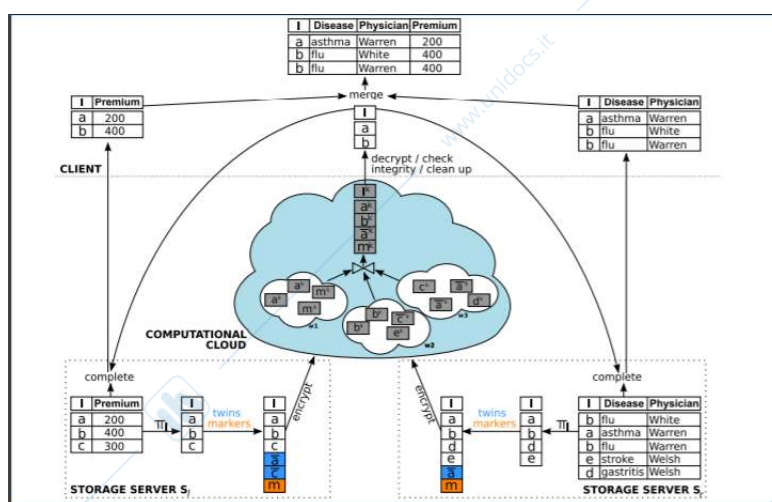 I Disease Physician Premium
a asthma Warren 200
b flu White 400
b flu Warren 400
merge
I Premium
a 200
b 400
I
a
b
I Disease Physician
a asthma Warren
b flu White
b flu Warren
decrypt / check
integrity / clean up
CLIENT
www.unidocs.it
I^k
a^k
b^k
a̅^k
m^k
a^k a^k m^k m^k w1
b^k b^k c̅^k e^k w2
c^k a̅^k a^k d^k w3
COMPUTATIONAL
CLOUD
complete
I Premium
a 200
b 400
c 300
π I
I
a
b
c
twins
markers
I
a
b
c
a̅
c̅
m
encrypt
STORAGE SERVER S l
complete
encrypt
I
a
b
d
e
a̅
m
twins
markers
I
a
b
d
e
π I
I Disease Physician
b flu White
a asthma Warren
b flu Warren
e stroke Welsh
d gastritis Welsh
STORAGE SERVER S